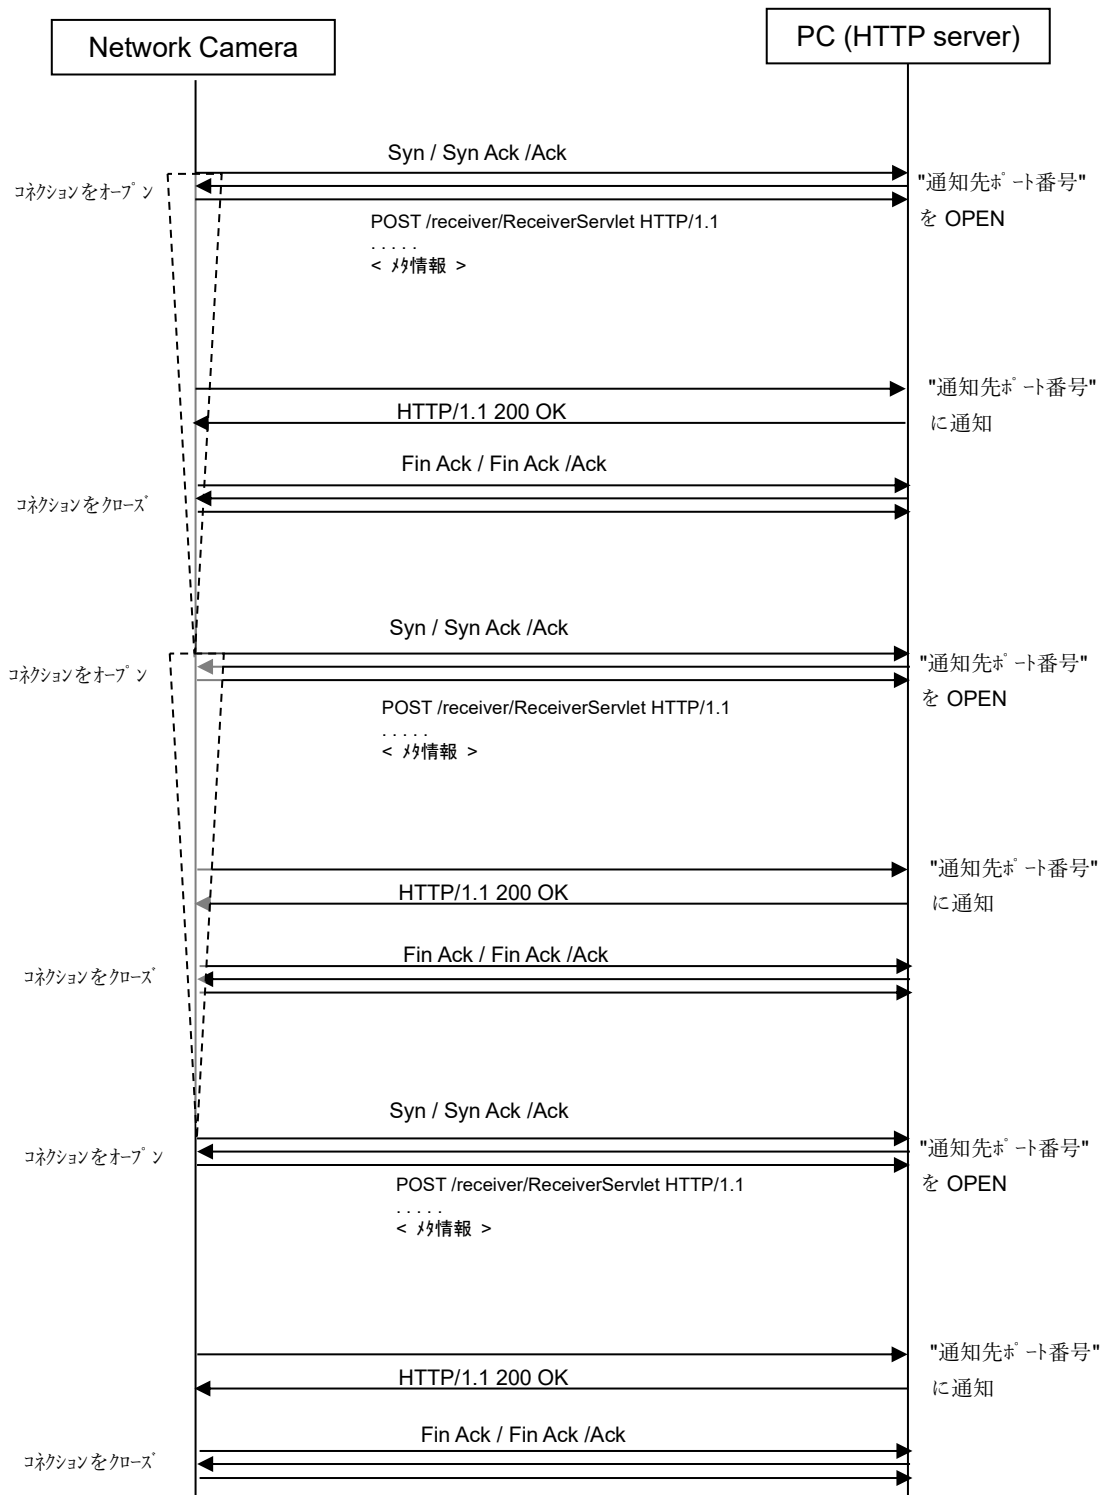 Network Camera
PC (HTTP server)
Syn / Syn Ack /Ack
コネクションをオープン
"通知先ポート番号"
を OPEN
POST /receiver/ReceiverServlet HTTP/1.1
. . . . .
< メタ情報 >
"通知先ポート番号"
に通知
HTTP/1.1 200 OK
Fin Ack / Fin Ack /Ack
コネクションをクローズ
Syn / Syn Ack /Ack
コネクションをオープン
"通知先ポート番号"
を OPEN
POST /receiver/ReceiverServlet HTTP/1.1
. . . . .
< メタ情報 >
"通知先ポート番号"
に通知
HTTP/1.1 200 OK
Fin Ack / Fin Ack /Ack
コネクションをクローズ
Syn / Syn Ack /Ack
コネクションをオープン
"通知先ポート番号"
を OPEN
POST /receiver/ReceiverServlet HTTP/1.1
. . . . .
< メタ情報 >
"通知先ポート番号"
に通知
HTTP/1.1 200 OK
Fin Ack / Fin Ack /Ack
コネクションをクローズ